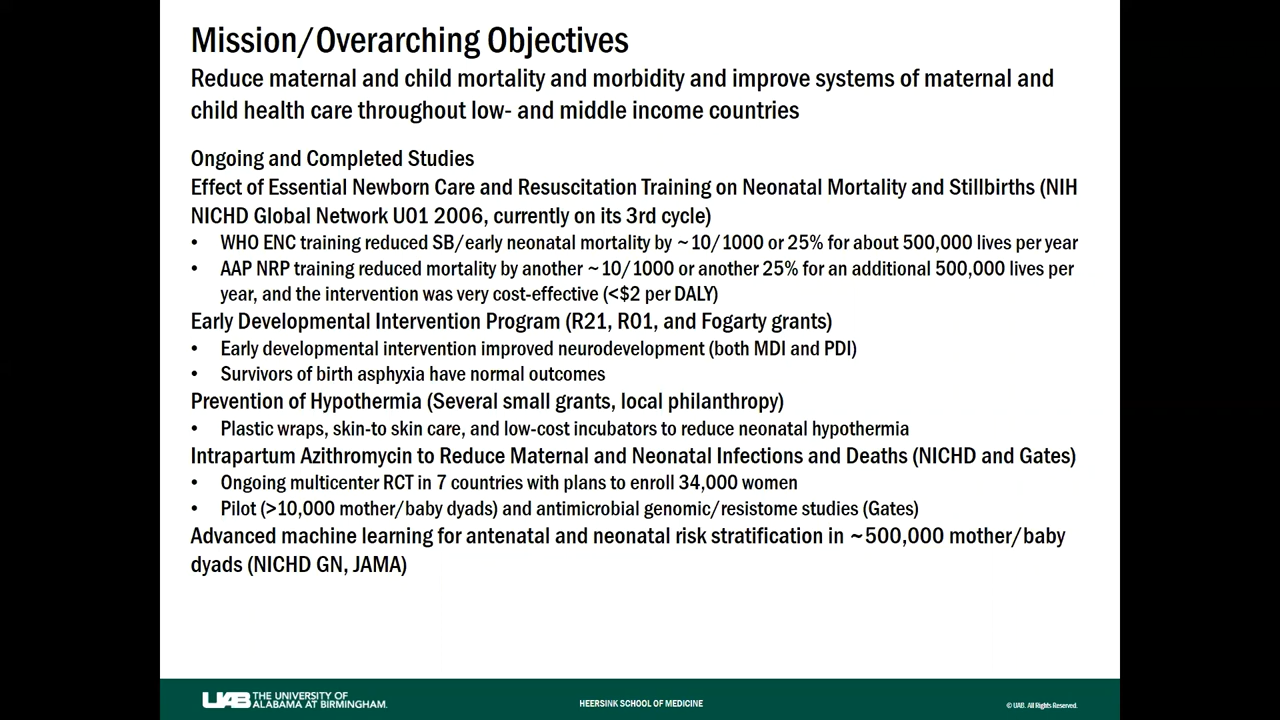 Mission/Overarching Objectives
Reduce maternal and child mortality and morbidity and improve systems of maternal and
child health care throughout low- and middle income countries
Ongoing and Completed Studies
Effect of Essential Newborn Care and Resuscitation Training on Neonatal Mortality and Stillbirths (NIH
NICHD Global Network U01 2006, currently on its 3rd cycle)
• WHO ENC training reduced SB/early neonatal mortality by ~10/1000 or 25% for about 500,000 lives per year
• AAP NRP training reduced mortality by another ~10/1000 or another 25% for an additional 500,000 lives per
year, and the intervention was very cost-effective (<$2 per DALY)
Early Developmental Intervention Program (R21, R01, and Fogarty grants)
• Early developmental intervention improved neurodevelopment (both MDI and PDI)
• Survivors of birth asphyxia have normal outcomes
Prevention of Hypothermia (Several small grants, local philanthropy)
• Plastic wraps, skin-to skin care, and low-cost incubators to reduce neonatal hypothermia
Intrapartum Azithromycin to Reduce Maternal and Neonatal Infections and Deaths (NICHD and Gates)
• Ongoing multicenter RCT in 7 countries with plans to enroll 34,000 women
• Pilot (>10,000 mother/baby dyads) and antimicrobial genomic/resistome studies (Gates)
Advanced machine learning for antenatal and neonatal risk stratification in ~500,000 mother/baby
dyads (NICHD GN, JAMA)
UAB THE UNIVERSITY OF
ALABAMA AT BIRMINGHAM.
HEERSINK SCHOOL OF MEDICINE
© UAB. All Rights Reserved.